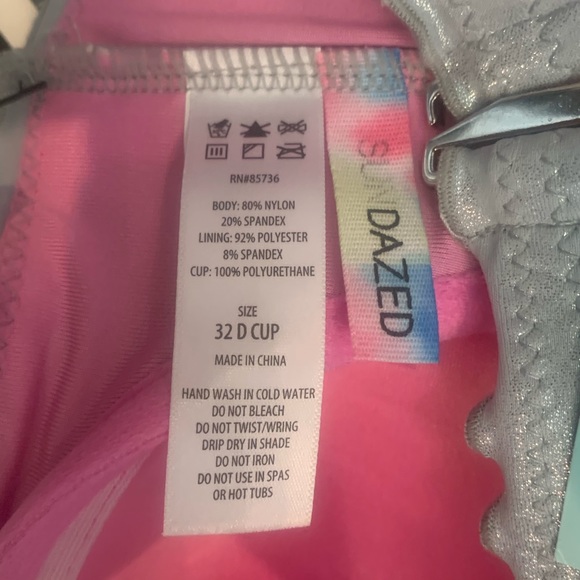 RN#85736
BODY: 80% NYLON
20% SPANDEX
LINING: 92% POLYESTER
8% SPANDEX
CUP: 100% POLYURETHANE
SIZE
32 D CUP
MADE IN CHINA
HAND WASH IN COLD WATER
DO NOT BLEACH
DO NOT TWIST/WRING
DRIP DRY IN SHADE
DO NOT IRON
DO NOT USE IN SPAS
OR HOT TUBS
SUNDAZED